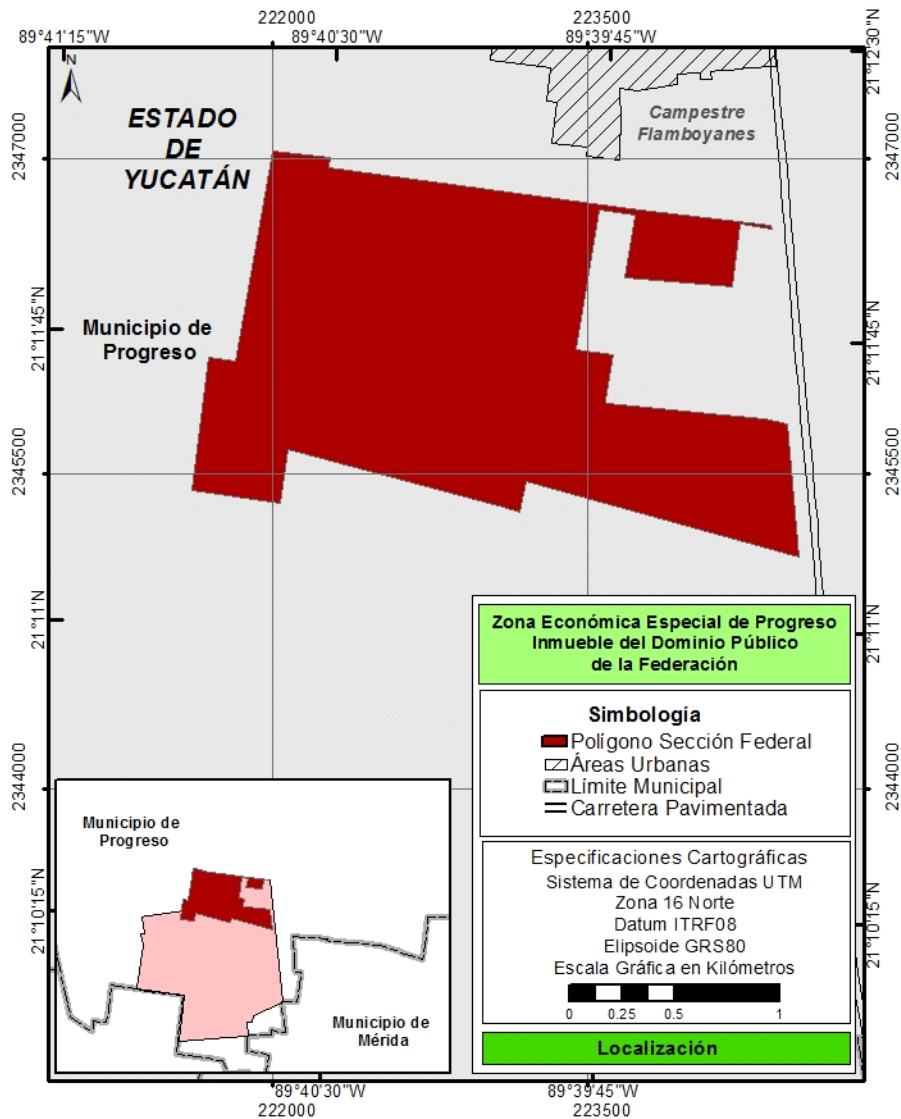 222000
223500
89°41'15"W
89°40'30"W
89°39'45"W
21°12'30"N
N
ESTADO
DE
YUCATÁN
Campestre
Flamboyanes
2347000
2347000
Municipio de
Progreso
21°11'45"N
21°11'45"N
2345500
2345500
21°11'N
21°11'N
Zona Económica Especial de Progreso
Inmueble del Dominio Público
de la Federación
Simbología
Polígono Sección Federal
Áreas Urbanas
Límite Municipal
Carretera Pavimentada
2344000
2344000
Municipio de
Progreso
Municipio de
Mérida
Especificaciones Cartográficas
Sistema de Coordenadas UTM
Zona 16 Norte
Datum ITRF08
Elipsoide GRS80
Escala Gráfica en Kilómetros
0 0.25 0.5 1
21°10'15"N
21°10'15"N
Localización
89°40'30"W
89°39'45"W
222000
223500